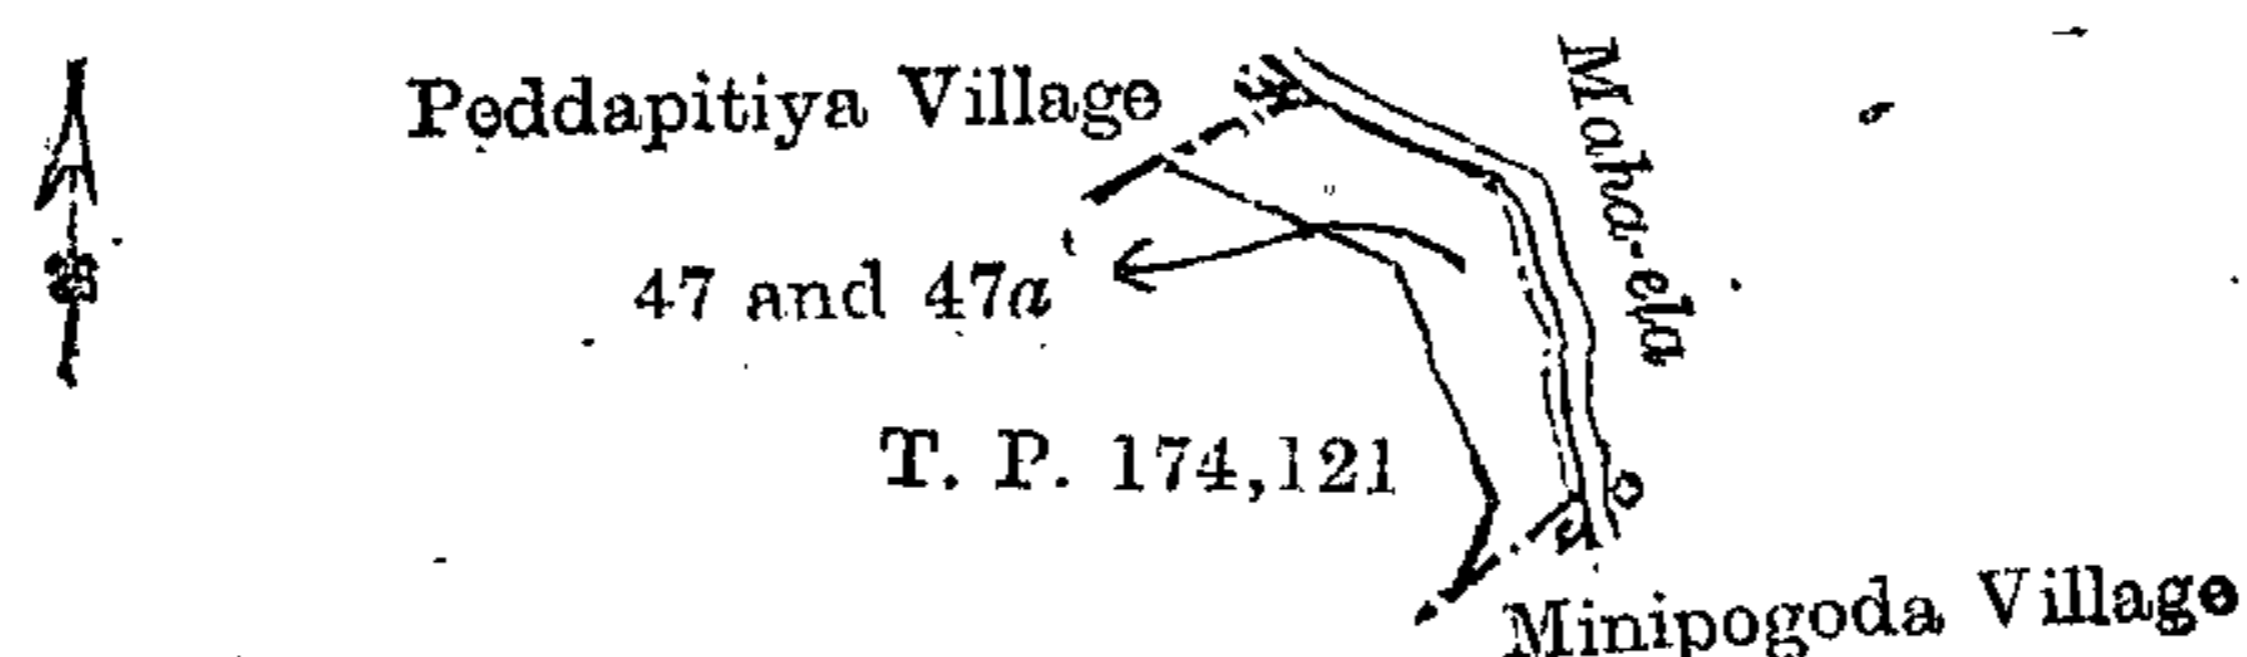 Peddapitiya Village
Maha-ela
47 and 47a
T. P. 174,121
Minipogoda Village